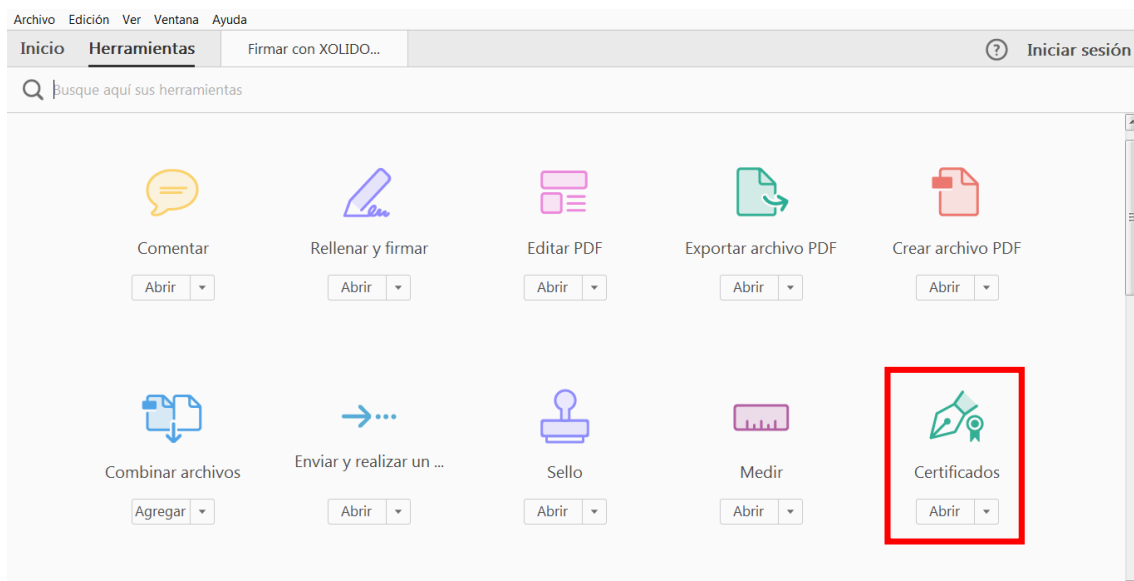 Archivo Edición Ver Ventana Ayuda
Inicio Herramientas Firmar con XOLIDO... ? Iniciar sesión
Busque aquí sus herramientas
Comentar Rellenar y firmar Editar PDF Exportar archivo PDF Crear archivo PDF
Abrir Abrir Abrir Abrir Abrir
Combinar archivos Enviar y realizar un ... Sello Medir Certificados
Agregar Abrir Abrir Abrir Abrir